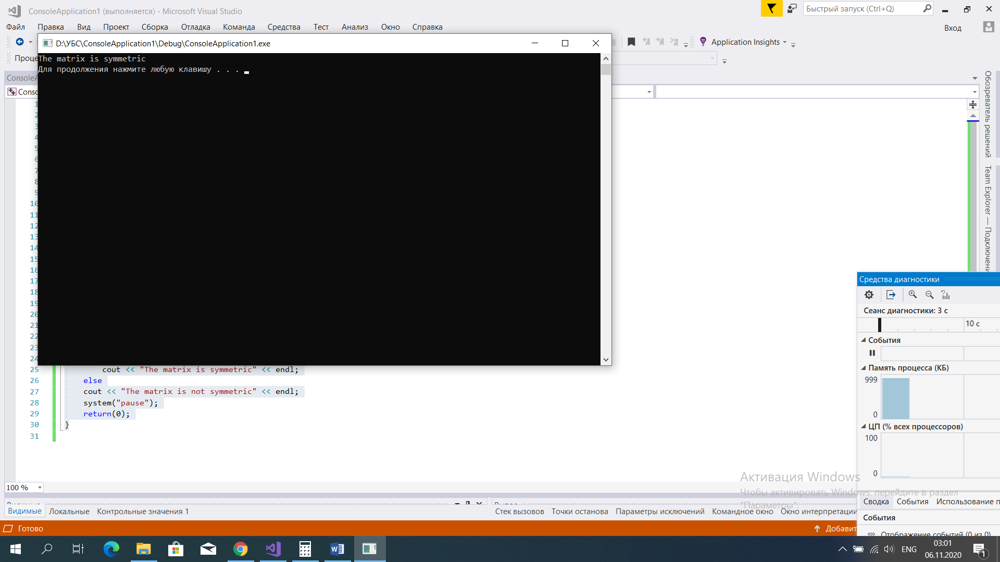 ConsoleApplication1 (выполняется) - Microsoft Visual Studio
Быстрый запуск (Ctrl+Q)
Файл Правка Вид Проект Сборка Отладка Команда Средства Тест Анализ Окно Справка
Вход
D:\УБС\ConsoleApplication1\Debug\ConsoleApplication1.exe
Application Insights
Проце
The matrix is symmetric
Для продолжения нажмите любую клавишу . . .
ConsoleA
Conso
Обозреватель решений
Team Explorer — Подключени
1
2
3
4
5
6
7
8
9
10
11
12
13
14
15
16
17
18
19
20
21
22
23
24
25 cout << "The matrix is symmetric" << endl;
26 else
27 cout << "The matrix is not symmetric" << endl;
28 system("pause");
29 return(0);
30 }
31
Средства диагностики
Сеанс диагностики: 3 с
10 с
События
Память процесса (КБ)
999
0
ЦП (% всех процессоров)
100
0
Сводка События Использование п
События
Отображение событий (0 из 0)
Активация Windows
Чтобы активировать Windows, перейдите в раздел
"Параметры".
100 %
Видимые Локальные Контрольные значения 1
Стек вызовов Точки останова Параметры исключений Командное окно Окно интерпретации
Готово
Добавит
ENG
03:01
06.11.2020
1